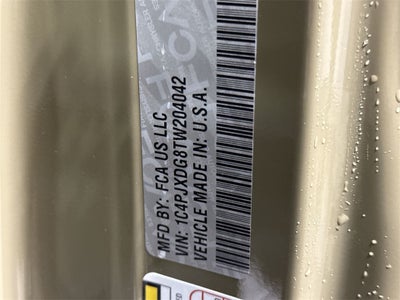 MFD BY: FCA US LLC
VIN: 1C4PJXDG8TW204042
VEHICLE MADE IN: U.S.A.